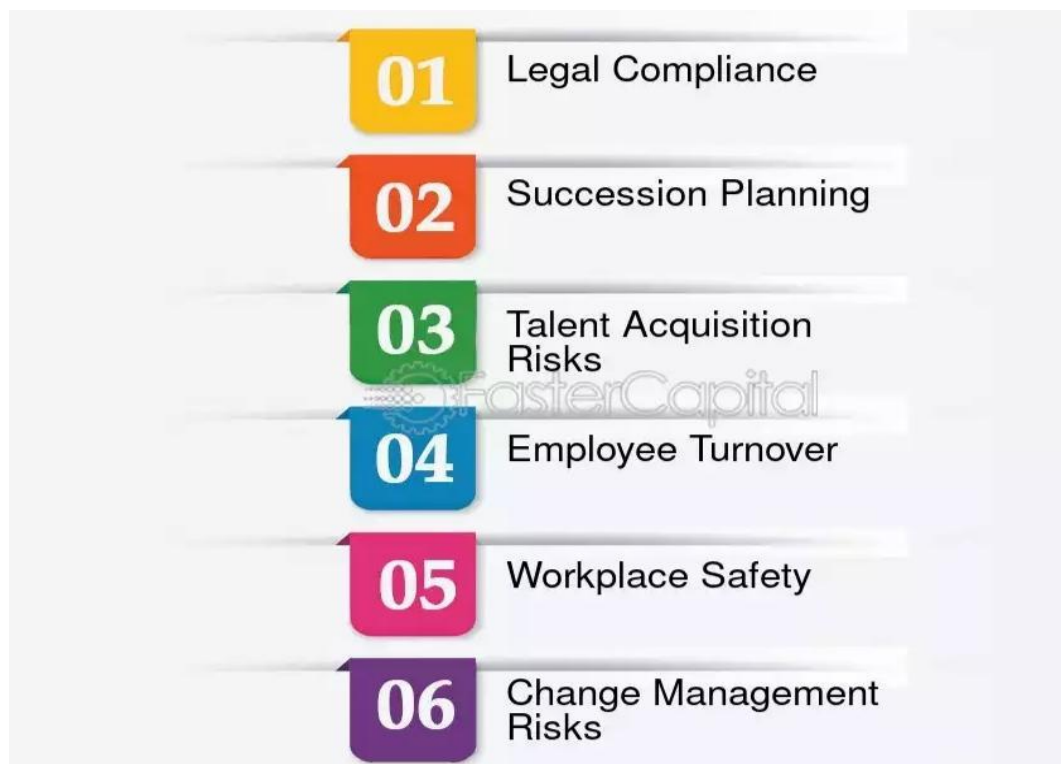 01 Legal Compliance
02 Succession Planning
03 Talent Acquisition
Risks
FasterCapital
04 Employee Turnover
05 Workplace Safety
06 Change Management
Risks